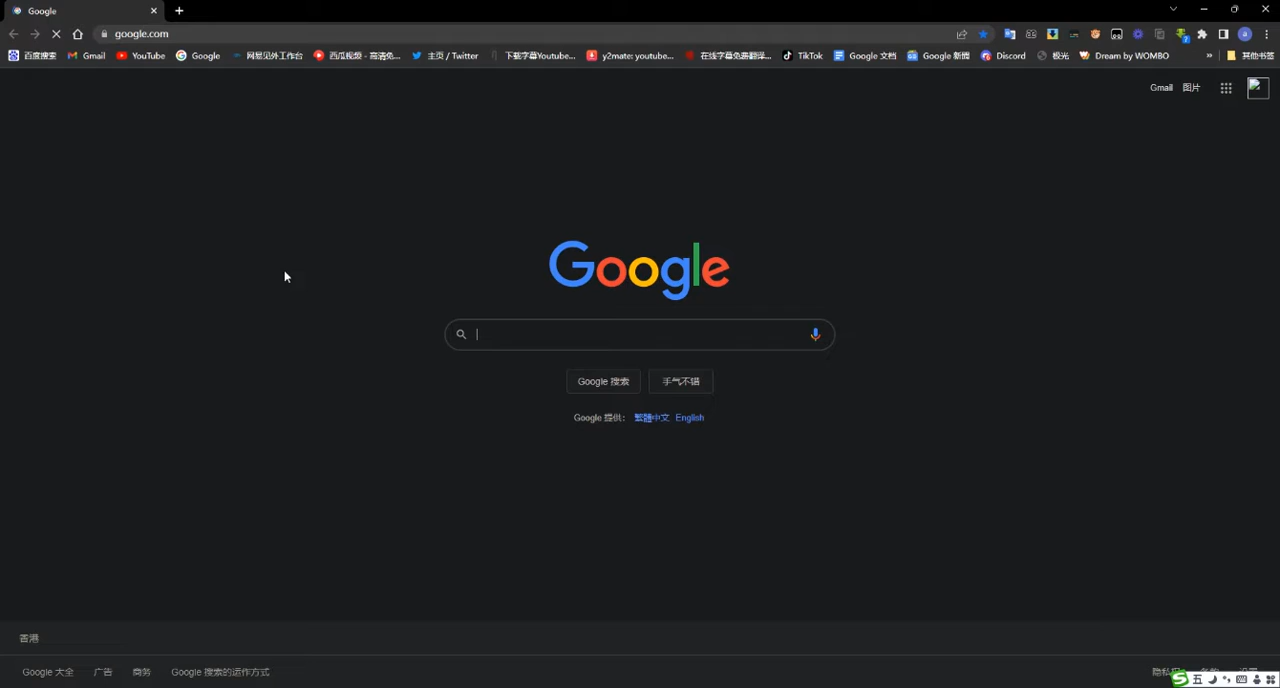 Google
google.com
百度搜索 Gmail YouTube Google 网易见外工作台 西瓜视频 - 高清免... 主页 / Twitter 下载字幕Youtube... y2mate: youtube... 在线字幕免费翻译... TikTok Google 文档 Google 新闻 Discord 极光 Dream by WOMBO » 其他书签
Gmail 图片
Google
Google 搜索 手气不错
Google 提供： 繁體中文 English
香港
Google 大全 广告 商务 Google 搜索的运作方式 隐私权
五